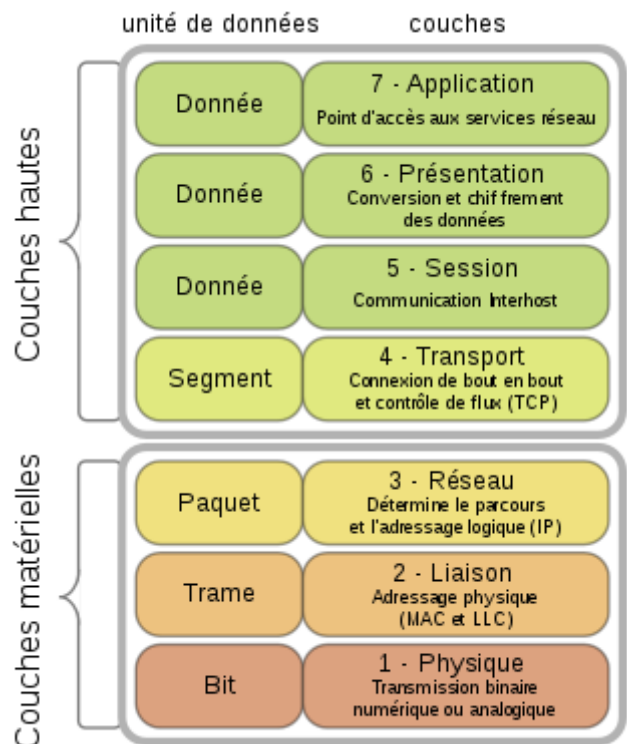 unité de données
couches
Couches hautes
Donnée
7 - Application
Point d'accès aux services réseau
Donnée
6 - Présentation
Conversion et chiffrement
des données
Donnée
5 - Session
Communication Interhost
Segment
4 - Transport
Connexion de bout en bout
et contrôle de flux (TCP)
Couches matérielles
Paquet
3 - Réseau
Détermine le parcours
et l'adressage logique (IP)
Trame
2 - Liaison
Adressage physique
(MAC et LLC)
Bit
1 - Physique
Transmission binaire
numérique ou analogique